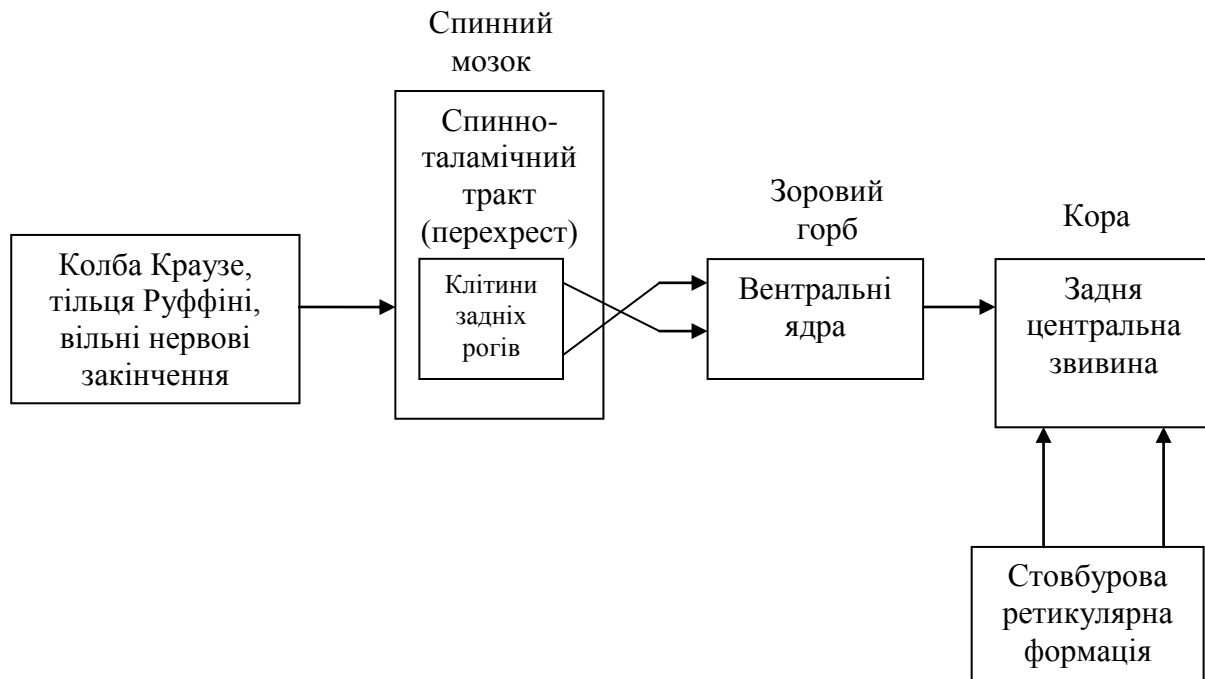 Спинний
мозок
Спинно-
таламічний
тракт
(перехрест)
Клітини
задніх
рогів
Колба Краузе,
тільця Руффіні,
вільні нервові
закінчення
Зоровий
горб
Вентральні
ядра
Кора
Задня
центральна
звивина
Стовбурова
ретикулярна
формація